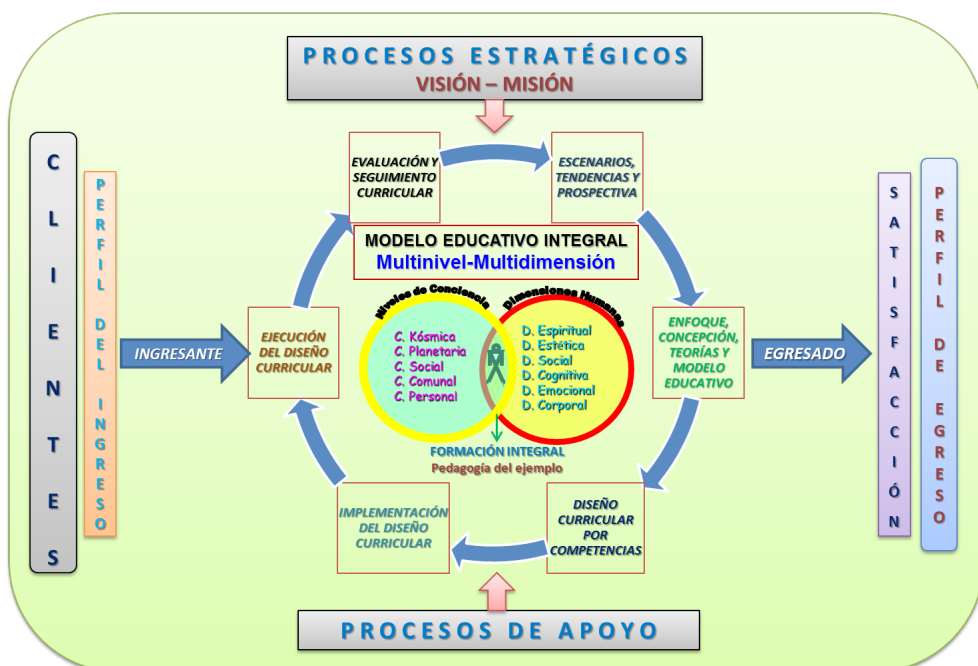 PROCESOS ESTRATÉGICOS
VISIÓN – MISIÓN
CLIENTES
PERFIL DEL INGRESO
INGRESANTE
EVALUACIÓN Y
SEGUIMIENTO
CURRICULAR
ESCENARIOS,
TENDENCIAS Y
PROSPECTIVA
MODELO EDUCATIVO INTEGRAL
Multinivel-Multidimensión
Niveles de Conciencia
C. Kósmica
C. Planetaria
C. Social
C. Comunal
C. Personal
Dimensiones Humanas
D. Espiritual
D. Estética
D. Social
D. Cognitiva
D. Emocional
D. Corporal
FORMACIÓN INTEGRAL
Pedagogía del ejemplo
EJECUCIÓN
DEL DISEÑO
CURRICULAR
ENFOQUE,
CONCEPCIÓN,
TEORÍAS Y
MODELO
EDUCATIVO
IMPLEMENTACIÓN
DEL DISEÑO
CURRICULAR
DISEÑO
CURRICULAR
POR
COMPETENCIAS
EGRESADO
SATISFACCIÓN
PERFIL DE EGRESO
PROCESOS DE APOYO